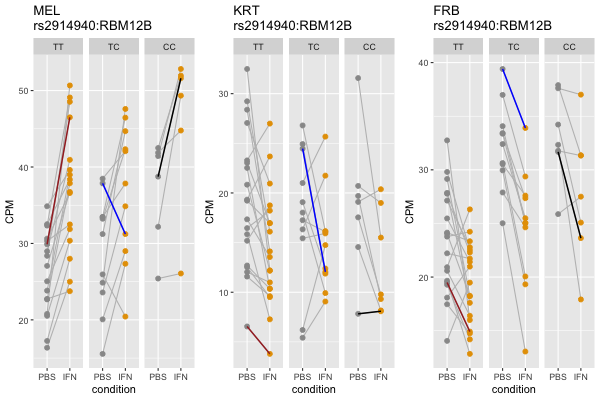 MEL
rs2914940:RBM12B
TT TC CC
CPM
50
40
30
20
PBS IFN PBS IFN PBS IFN
condition
KRT
rs2914940:RBM12B
TT TC CC
CPM
30
20
10
PBS IFN PBS IFN PBS IFN
condition
FRB
rs2914940:RBM12B
TT TC CC
CPM
40
30
20
PBS IFN PBS IFN PBS IFN
condition